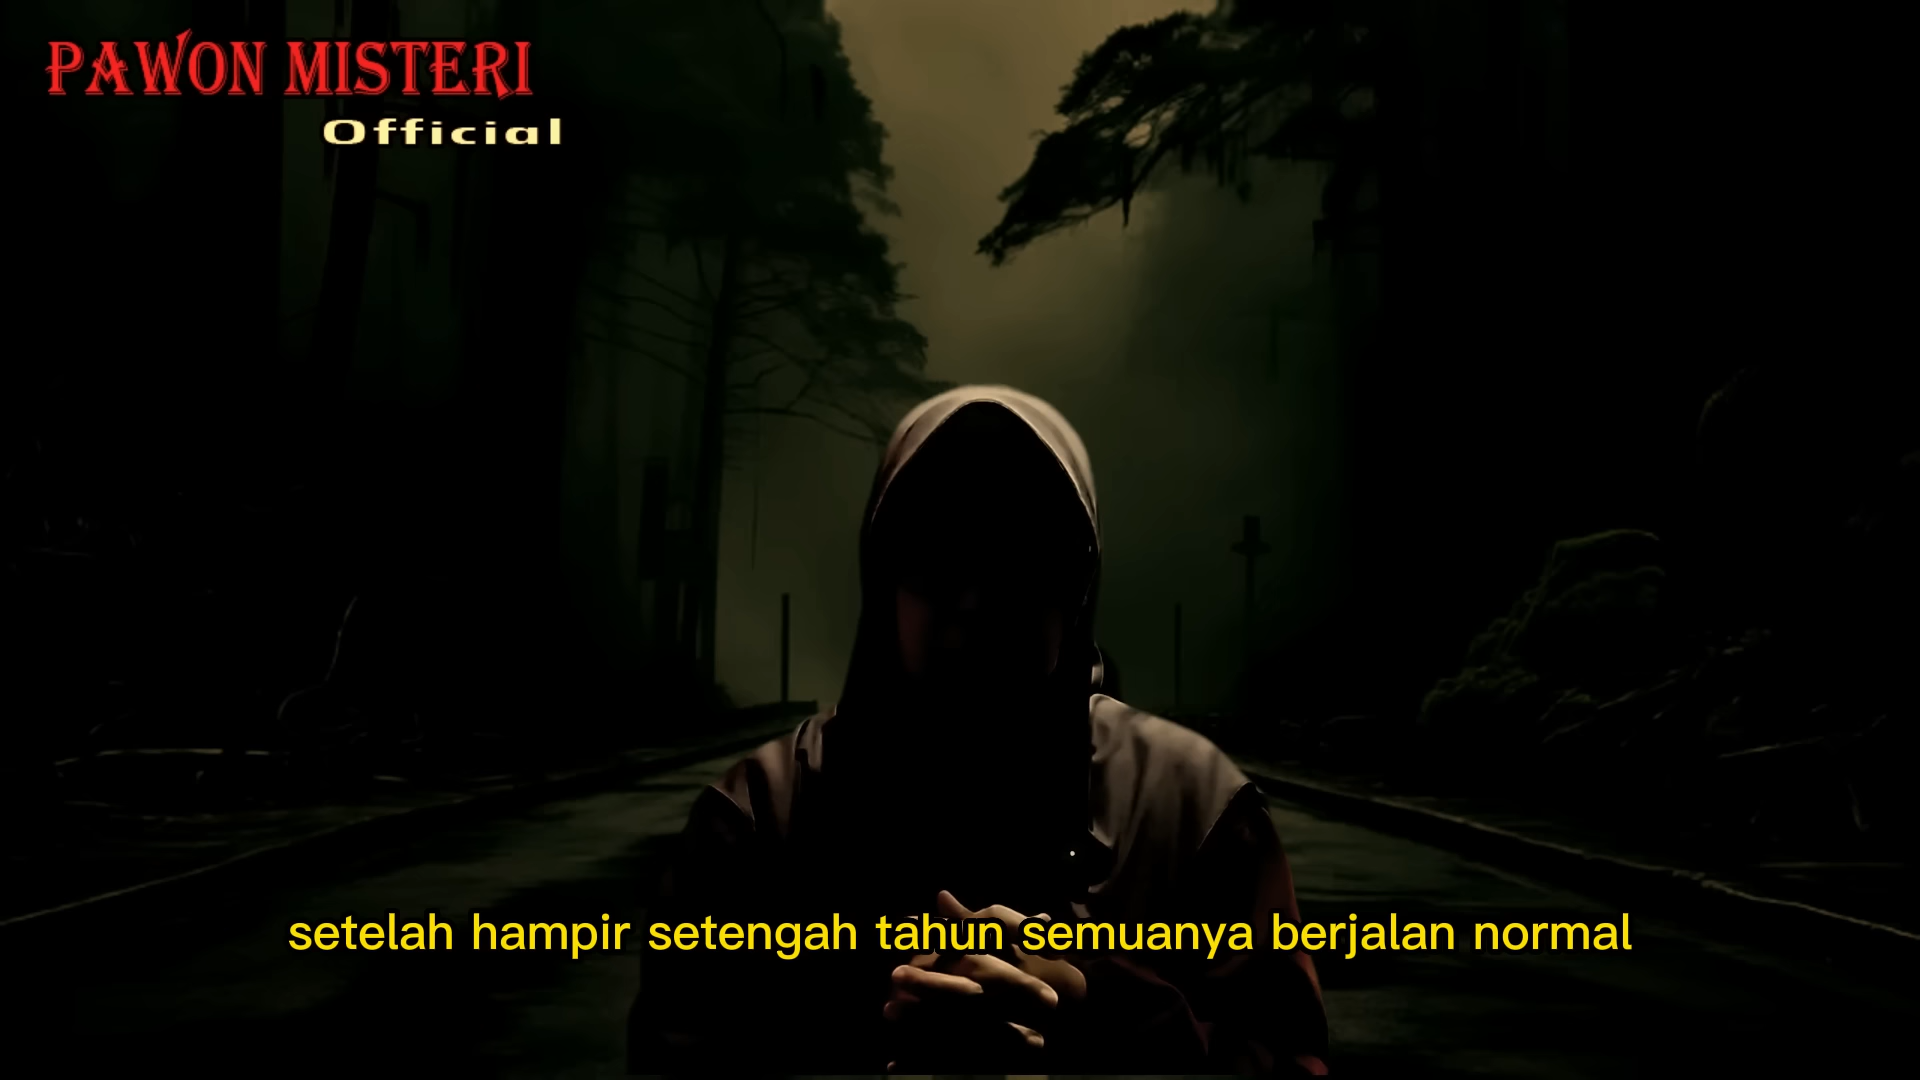 PAWON MISTERI
Official
setelah hampir setengah tahun semuanya berjalan normal